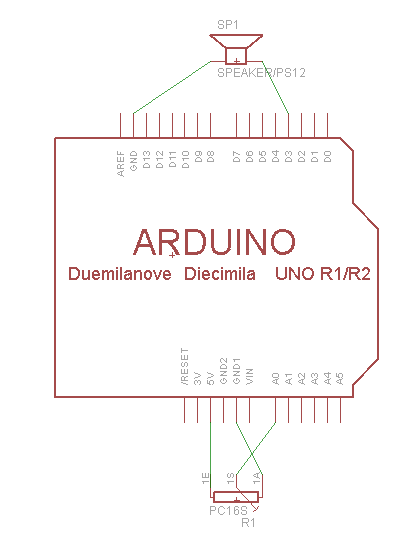 SP1
SPEAKER/PS12
AREF GND D13 D12 D11 D10 D9 D8 D7 D6 D5 D4 D3 D2 D1 D0
ARDUINO
Duemilanove Diecimila UNO R1/R2
/RESET 3V 5V GND2 GND1 VIN A0 A1 A2 A3 A4 A5
1E 1S 1A
PC16S
R1